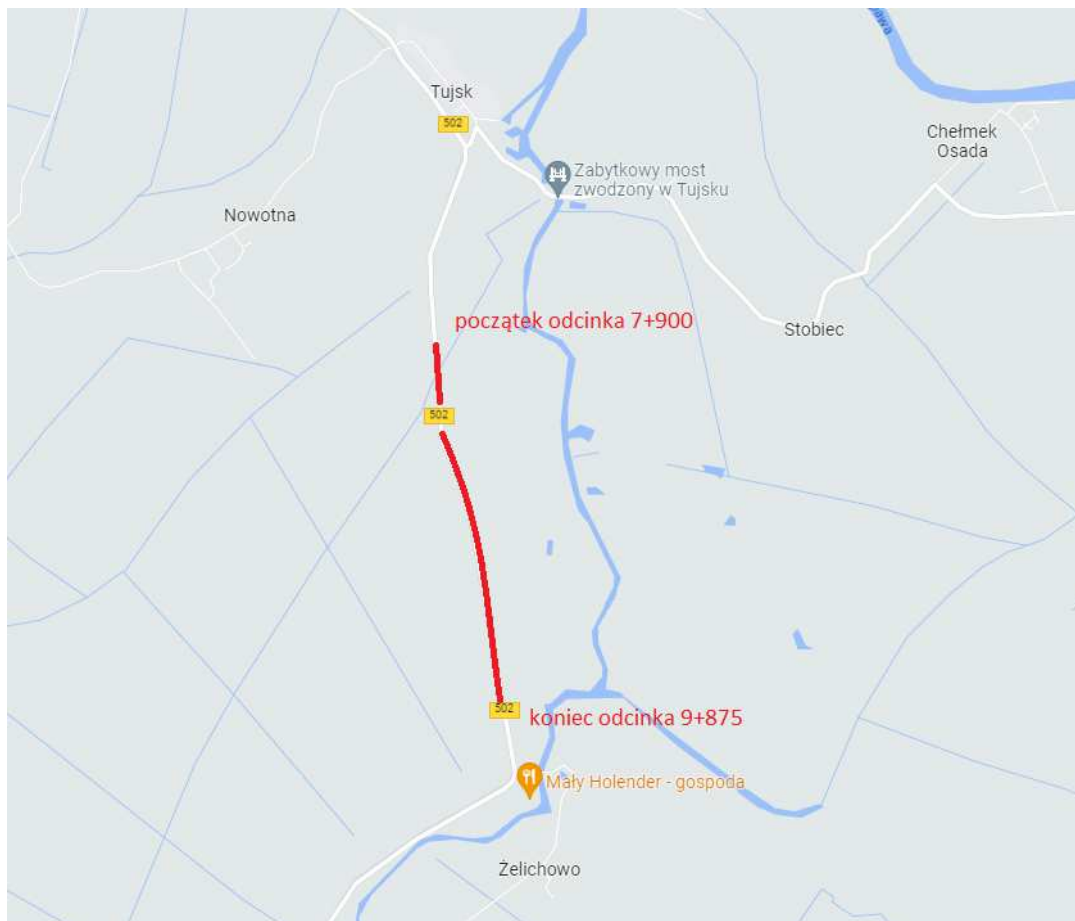 Tujsk
502
Chełmek
Osada
Zabytkowy most
zwodzony w Tujsku
Nowotna
początek odcinka 7+900
Stobiec
502
502
koniec odcinka 9+875
Mały Holender - gospoda
Żelichowo